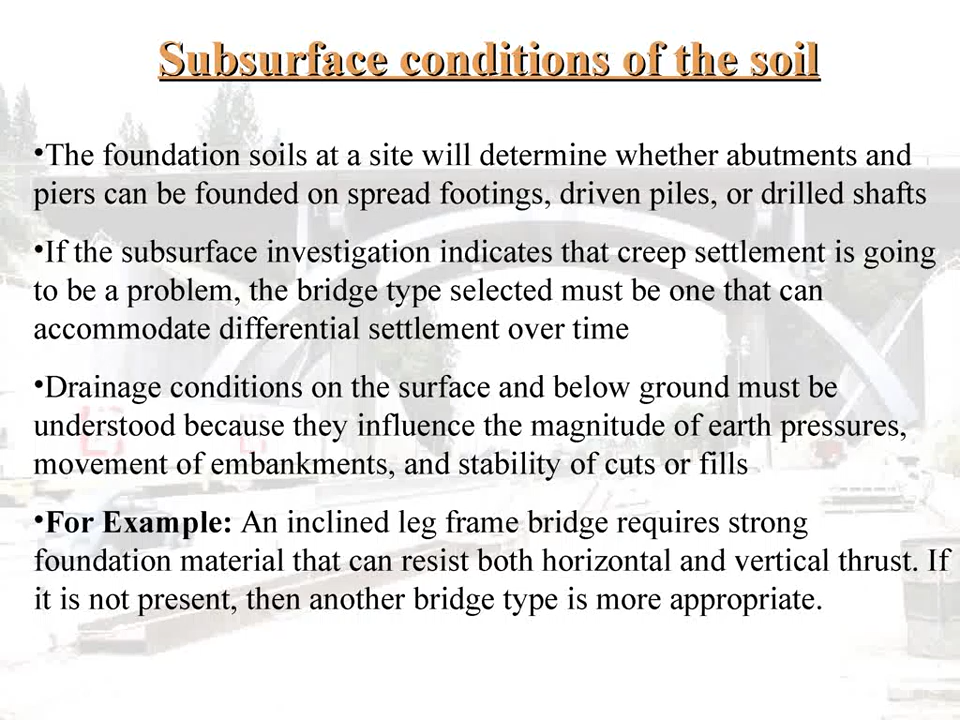 Subsurface conditions of the soil
•The foundation soils at a site will determine whether abutments and
piers can be founded on spread footings, driven piles, or drilled shafts
•If the subsurface investigation indicates that creep settlement is going
to be a problem, the bridge type selected must be one that can
accommodate differential settlement over time
•Drainage conditions on the surface and below ground must be
understood because they influence the magnitude of earth pressures,
movement of embankments, and stability of cuts or fills
•For Example: An inclined leg frame bridge requires strong
foundation material that can resist both horizontal and vertical thrust. If
it is not present, then another bridge type is more appropriate.